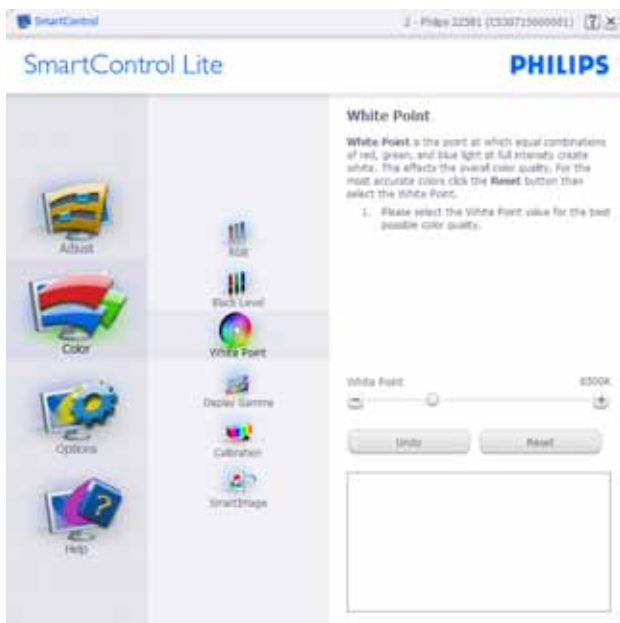 SmartControl
2 - Philips 225B1
SmartControl Lite
PHILIPS
White Point
White Point is the point at which equal combinations
of red, green, and blue light at full intensity create
white. This effects the overall color quality. For the
most accurate colors click the Reset button then
select the White Point.
1. Please select the White Point value for the best
possible color quality.
Adjust
Color
Options
Help
RGB
Black Level
White Point
Display Gamma
Calibration
SmartImage
White Point
6500K
Undo
Reset